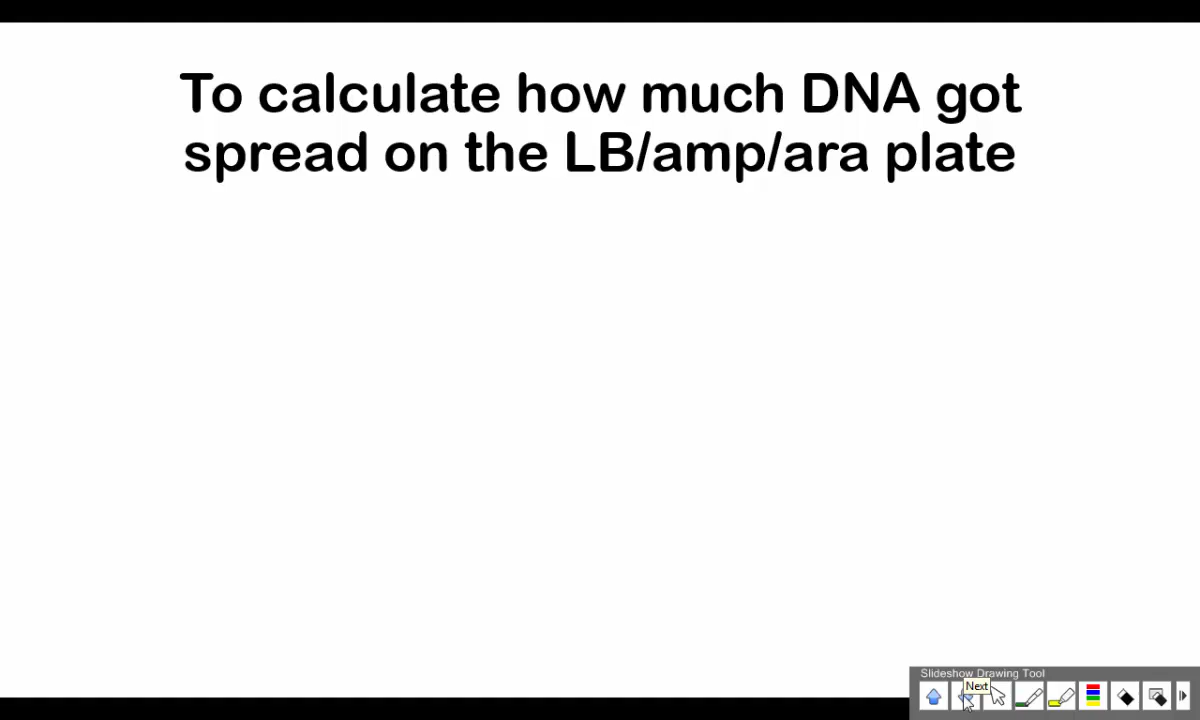 To calculate how much DNA got
spread on the LB/amp/ara plate
Slideshow Drawing Tool
Next